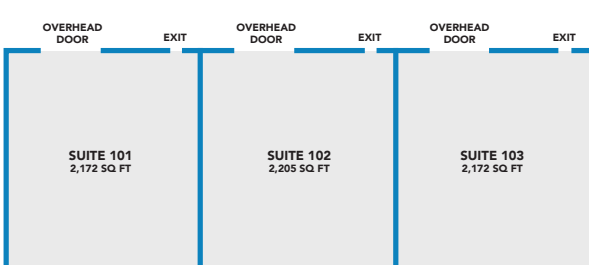 OVERHEAD
DOOR
EXIT
OVERHEAD
DOOR
EXIT
OVERHEAD
DOOR
EXIT
SUITE 101
2,172 SQ FT
SUITE 102
2,205 SQ FT
SUITE 103
2,172 SQ FT